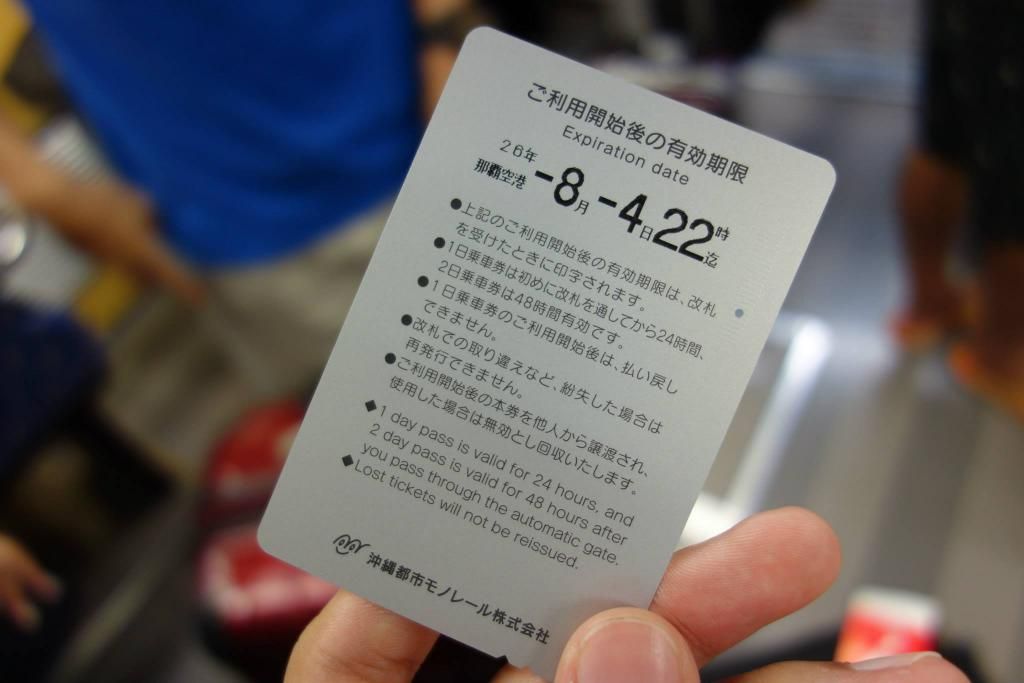 ご利用開始後の有効期限
Expiration date
26年
那覇空港 -8月-4日22時迄
●上記のご利用開始後の有効期限は、改札
を受けたときに印字されます。
●1日乗車券は初めに改札を通してから24時間、
2日乗車券は48時間有効です。
●1日乗車券のご利用開始後は、払い戻し
できません。
●改札での取り違えなど、紛失した場合は
再発行できません。
●ご利用開始後の本券を他人から譲渡され、
使用した場合は無効とし回収いたします。
◆1 day pass is valid for 24 hours, and
2 day pass is valid for 48 hours after
you pass through the automatic gate.
◆Lost tickets will not be reissued.
沖縄都市モノレール株式会社